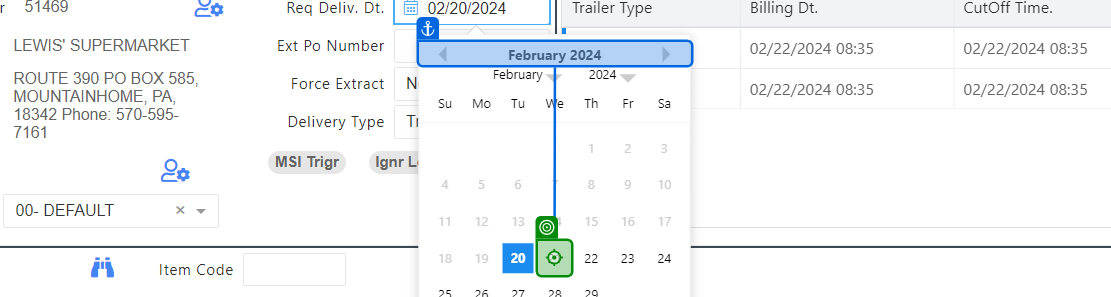 r 51469
Req Deliv. Dt.
02/20/2024
Trailer Type
Billing Dt.
CutOff Time.
LEWIS' SUPERMARKET
Ext Po Number
02/22/2024 08:35
02/22/2024 08:35
ROUTE 390 PO BOX 585,
MOUNTAINHOME, PA,
18342 Phone: 570-595-
7161
Force Extract
N
02/22/2024 08:35
02/22/2024 08:35
Delivery Type
Tr
MSI Trigr
Ignr L
00- DEFAULT
× 
Item Code
February 2024
February
2024
Su Mo Tu We Th Fr Sa
1 2 3
4 5 6 7 8 9 10
11 12 13 14 15 16 17
18 19 20 22 23 24
25 26 27 28 29